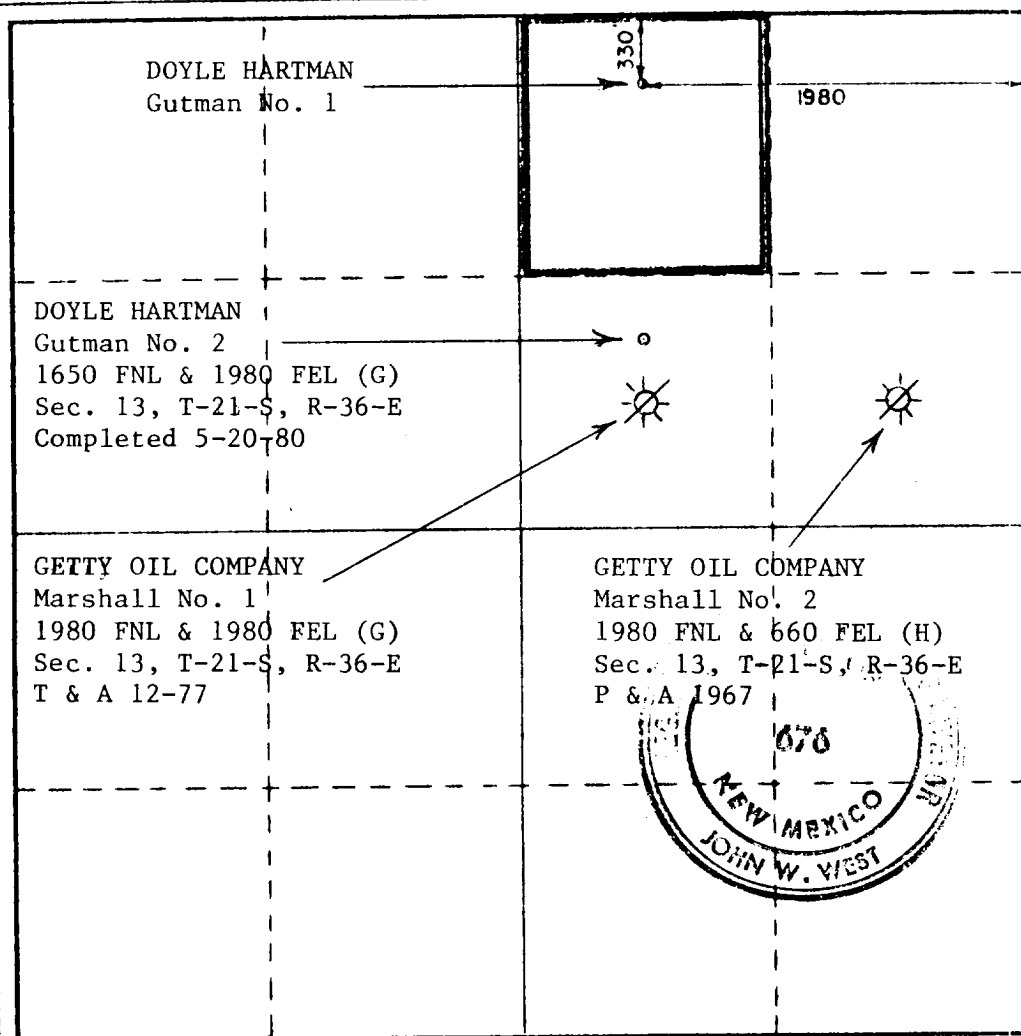 DOYLE HARTMAN
Gutman No. 1
330'
1980
DOYLE HARTMAN
Gutman No. 2
1650 FNL & 1980 FEL (G)
Sec. 13, T-21-S, R-36-E
Completed 5-20-80
GETTY OIL COMPANY
Marshall No. 1
1980 FNL & 1980 FEL (G)
Sec. 13, T-21-S, R-36-E
T & A 12-77
GETTY OIL COMPANY
Marshall No. 2
1980 FNL & 660 FEL (H)
Sec. 13, T-21-S, R-36-E
P & A 1967
676
NEW MEXICO
JOHN W. WEST